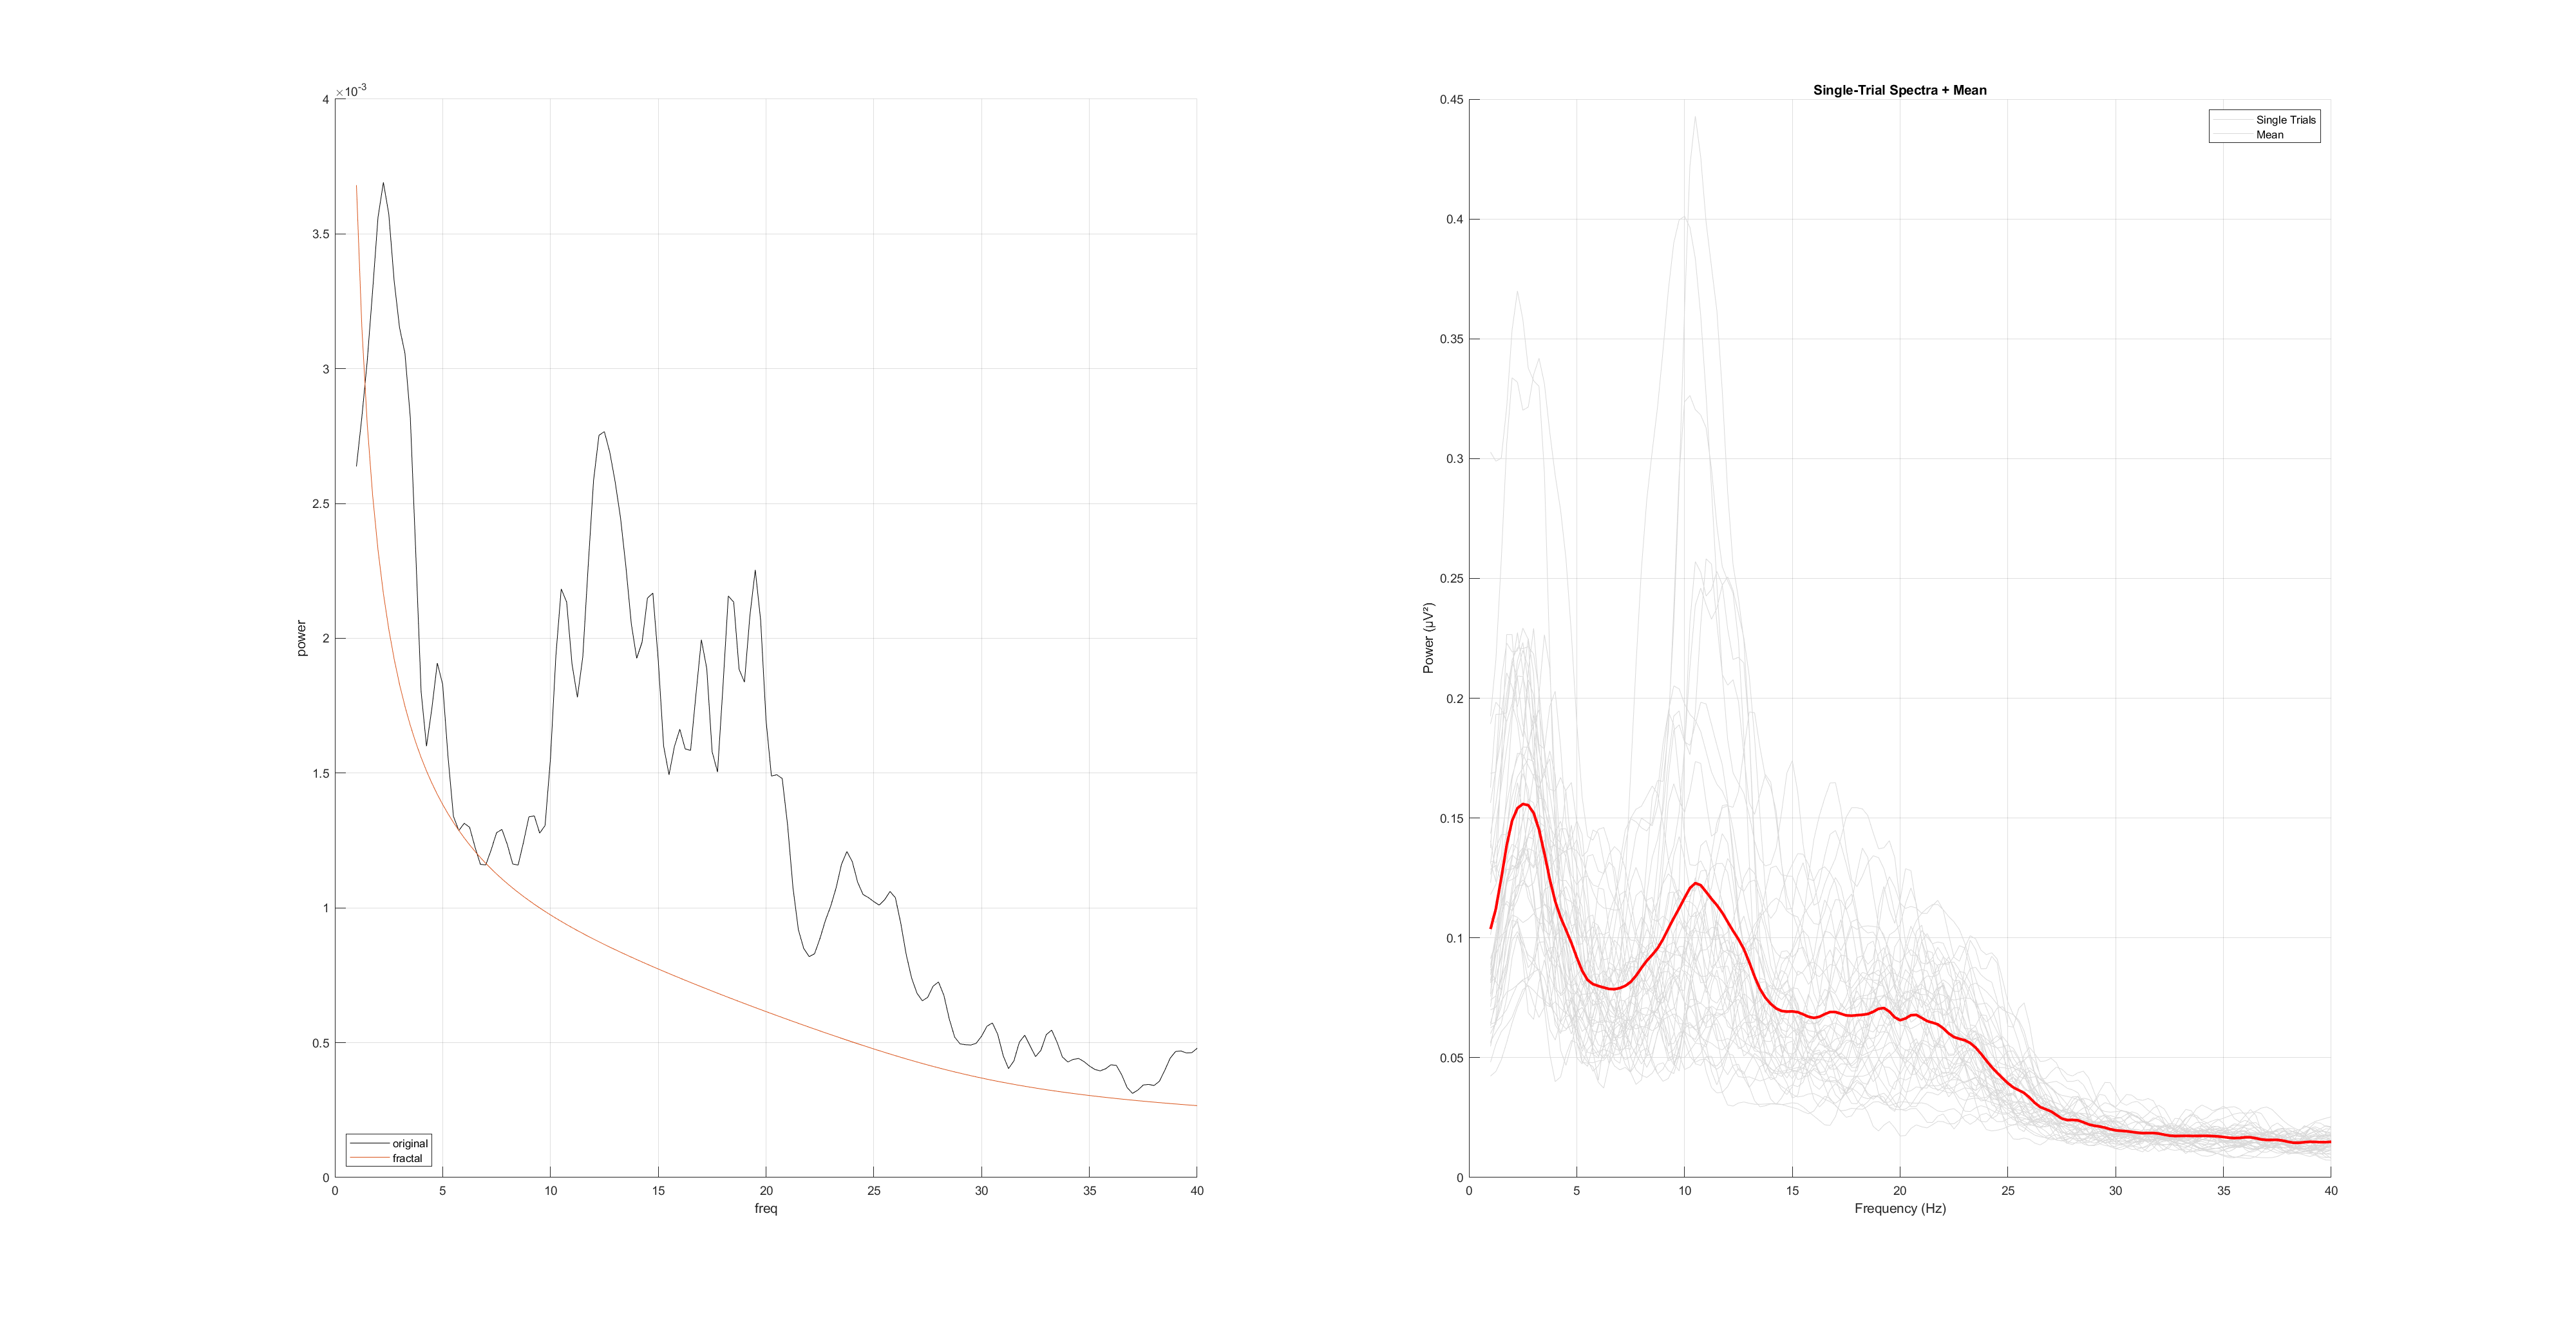 ×10-3
4
3.5
3
2.5
2
1.5
1
0.5
0
power
original
fractal
0 5 10 15 20 25 30 35 40
freq
Single-Trial Spectra + Mean
0.45
0.4
0.35
0.3
0.25
0.2
0.15
0.1
0.05
0
Power (µV²)
Single Trials
Mean
0 5 10 15 20 25 30 35 40
Frequency (Hz)